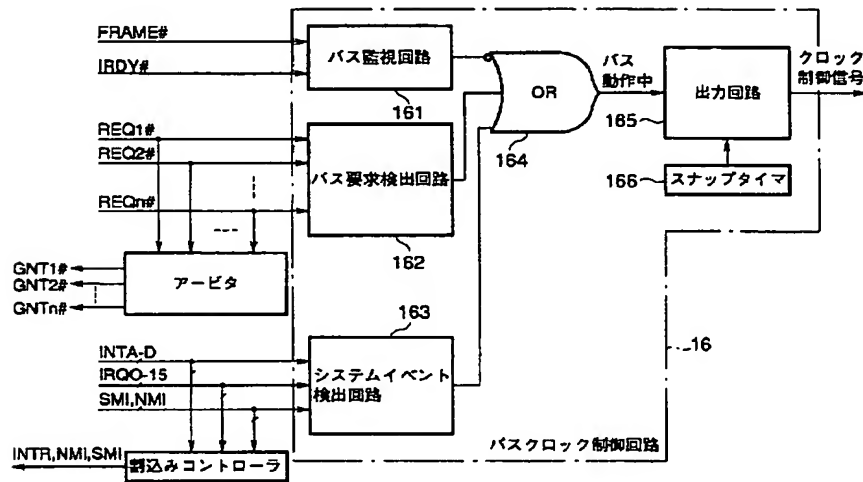 FRAME#
IRDY#
バス監視回路
161
OR
164
バス
動作中
出力回路
165
クロック
制御信号
166
スナップタイマ
REQ1#
REQ2#
REQn#
バス要求検出回路
162
GNT1#
GNT2#
GNTn#
アービタ
163
INTA-D
IRQ0-15
SMI,NMI
システムイベント
検出回路
16
バスクロック制御回路
INTR,NMI,SMI
割込みコントローラ